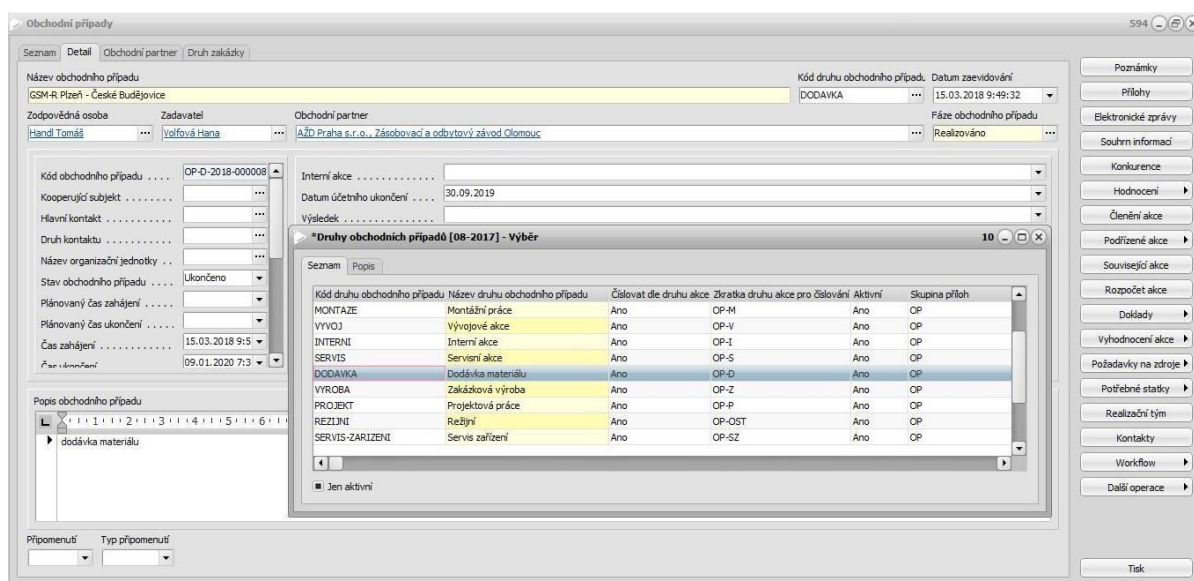 Obchodní případy 594
Seznam Detail Obchodní partner Druh zakázky
Název obchodního případu Kód druhu obchodního případu Datum zaevidování
GSM-R Plzeň - České Budějovice DODAVKA ... 15.03.2018 9:49:32
Zodpovědná osoba Zadavatel Obchodní partner Fáze obchodního případu
Handl Tomáš ... Volfová Hana ... AŽD Praha s.r.o., Zásobovací a odbytový závod Olomouc ... Realizováno ...
Kód obchodního případu .... OP-D-2018-000008
Kooperující subjekt ........ ...
Hlavní kontakt ........... ...
Druh kontaktu ........... ...
Název organizační jednotky .. ...
Stav obchodního případu .... Ukončeno
Plánovaný čas zahájení .....
Plánovaný čas ukončení .....
Čas zahájení ............ 15.03.2018 9:5
Čas ukončení 09.01.2020 7:3
Interní akce .............
Datum účetního ukončení .... 30.09.2019
Výsledek ...............
*Druhy obchodních případů [08-2017] - Výběr 10
Seznam Popis
Kód druhu obchodního případu Název druhu obchodního případu Číslovat dle druhu akce Zkratka druhu akce pro číslování Aktivní Skupina příloh
MONTAZE Montážní práce Ano OP-M Ano OP
VYVOJ Vývojové akce Ano OP-V Ano OP
INTERNI Interní akce Ano OP-I Ano OP
SERVIS Servisní akce Ano OP-S Ano OP
DODAVKA Dodávka materiálu Ano OP-D Ano OP
VYROBA Zakázková výroba Ano OP-Z Ano OP
PROJEKT Projektová práce Ano OP-P Ano OP
REZIJNI Režijní Ano OP-OST Ano OP
SERVIS-ZARIZENI Servis zařízení Ano OP-SZ Ano OP
Jen aktivní
Popis obchodního případu
L 1 2 3 4 5 6
dodávka materiálu
Připomenutí Typ připomenutí
Poznámky
Přílohy
Elektronické zprávy
Souhrn informací
Konkurence
Hodnocení
Členění akce
Podřízené akce
Související akce
Rozpočet akce
Doklady
Vyhodnocení akce
Požadavky na zdroje
Potřebné statky
Realizační tým
Kontakty
Workflow
Další operace
Tisk